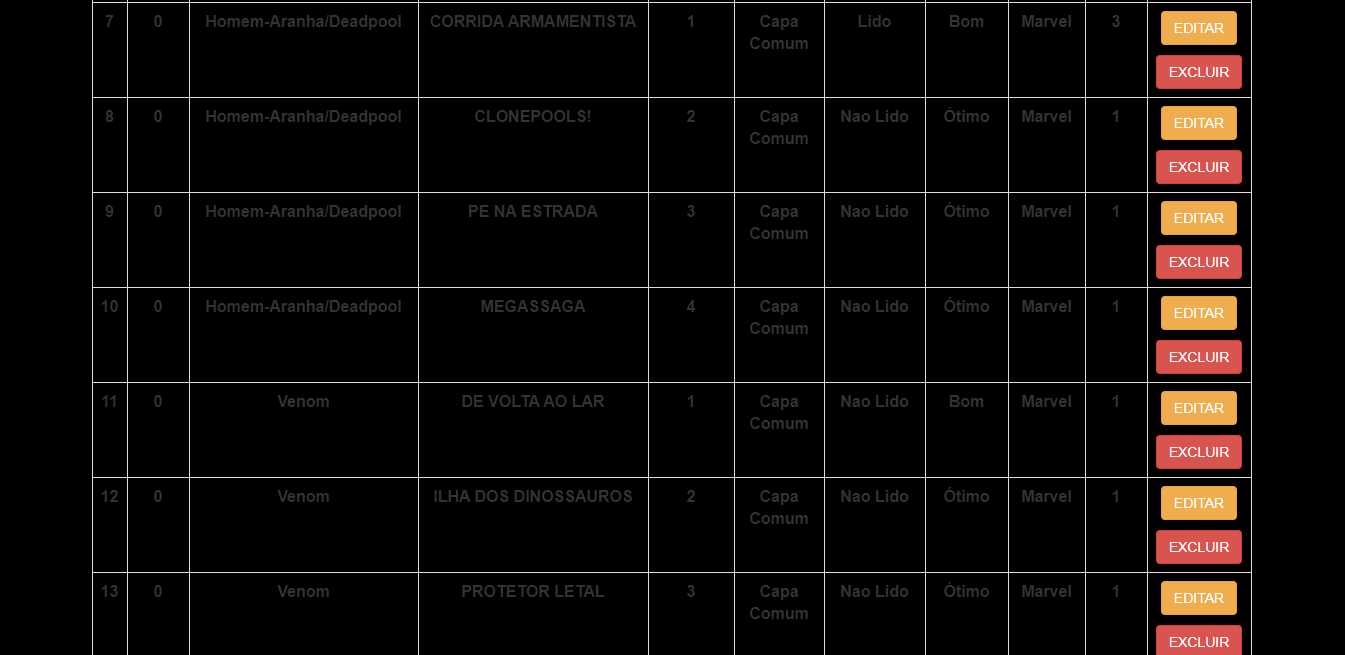 7 0 Homem-Aranha/Deadpool CORRIDA ARMAMENTISTA 1 Capa Comum Lido Bom Marvel 3 EDITAR
EXCLUIR
8 0 Homem-Aranha/Deadpool CLONEPOOLS! 2 Capa Comum Nao Lido Ótimo Marvel 1 EDITAR
EXCLUIR
9 0 Homem-Aranha/Deadpool PE NA ESTRADA 3 Capa Comum Nao Lido Ótimo Marvel 1 EDITAR
EXCLUIR
10 0 Homem-Aranha/Deadpool MEGASSAGA 4 Capa Comum Nao Lido Ótimo Marvel 1 EDITAR
EXCLUIR
11 0 Venom DE VOLTA AO LAR 1 Capa Comum Nao Lido Bom Marvel 1 EDITAR
EXCLUIR
12 0 Venom ILHA DOS DINOSSAUROS 2 Capa Comum Nao Lido Ótimo Marvel 1 EDITAR
EXCLUIR
13 0 Venom PROTETOR LETAL 3 Capa Comum Nao Lido Ótimo Marvel 1 EDITAR
EXCLUIR